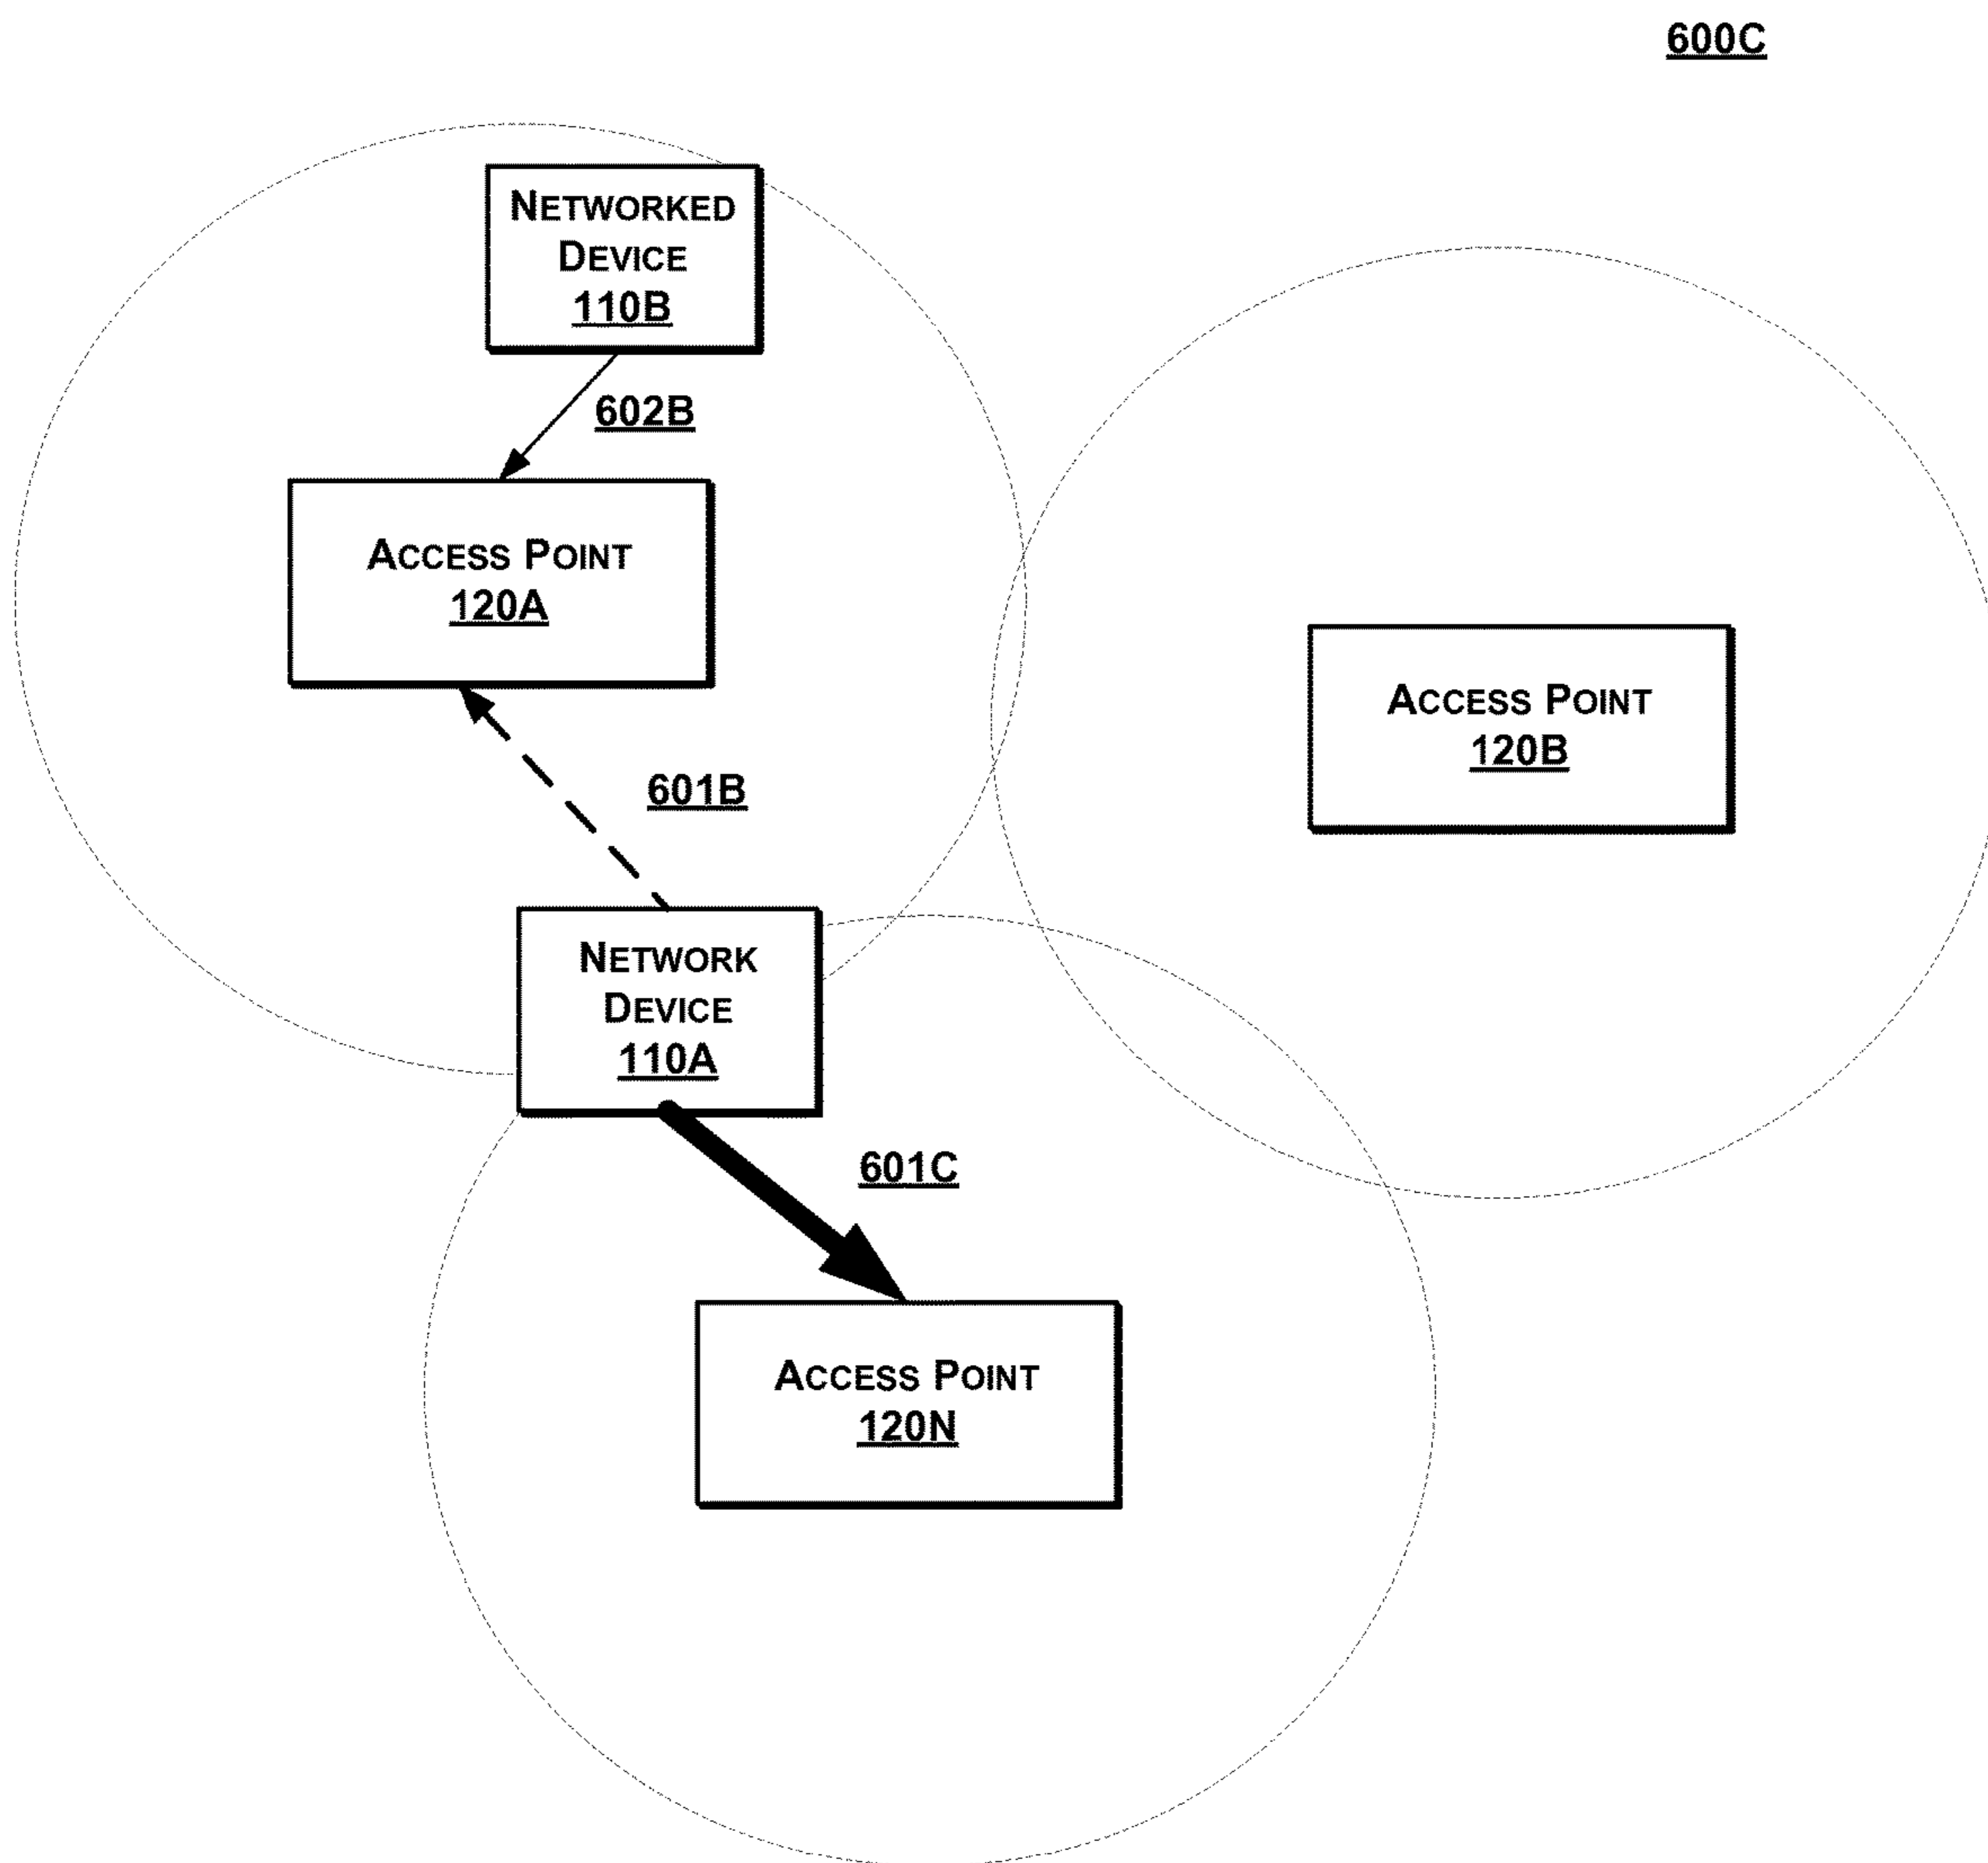 600C
NETWORKED
DEVICE
110B
602B
ACCESS POINT
120A
ACCESS POINT
120B
601B
NETWORK
DEVICE
110A
601C
ACCESS POINT
120N